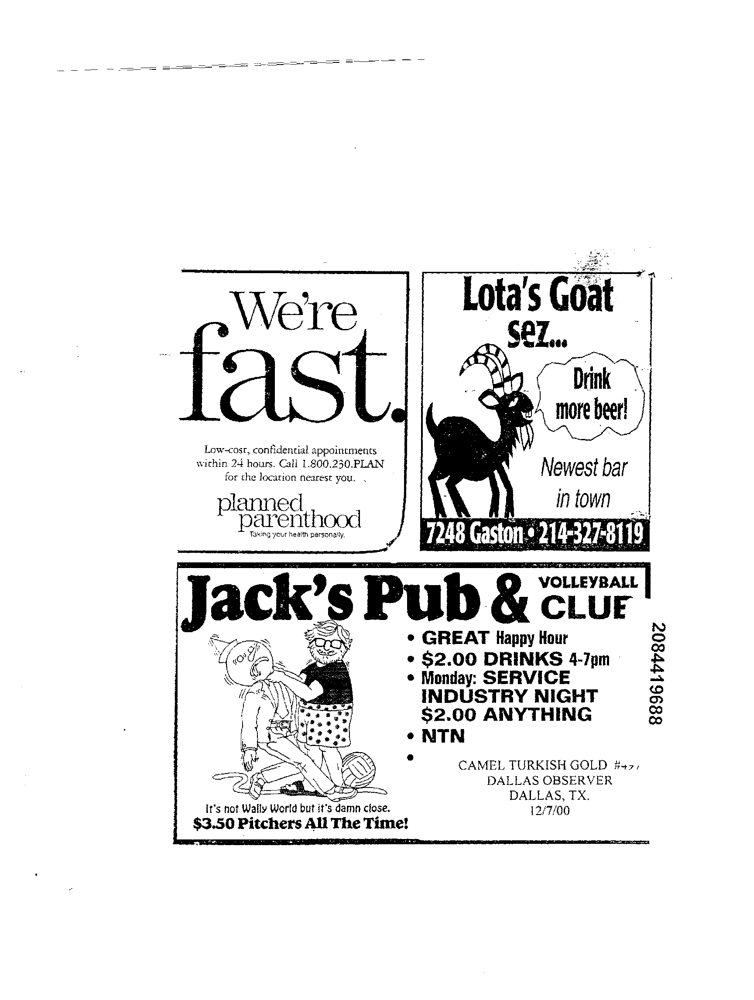 We're
fast.
Low-cost, confidential appointments
within 24 hours. Call 1.800.230.PLAN
for the location nearest you.
planned
parenthood
Taking your health personally.
Lota's Goat
sez...
Drink
more beer!
Newest bar
in town
7248 Gaston • 214-327-8119
Jack's Pub & VOLLEYBALL
CLUB
• GREAT Happy Hour
• $2.00 DRINKS 4-7pm
• Monday: SERVICE
INDUSTRY NIGHT
$2.00 ANYTHING
• NTN
•
It's not Wally World but it's damn close.
$3.50 Pitchers All The Time!
CAMEL TURKISH GOLD
DALLAS OBSERVER
DALLAS, TX.
12/7/00
2084419688